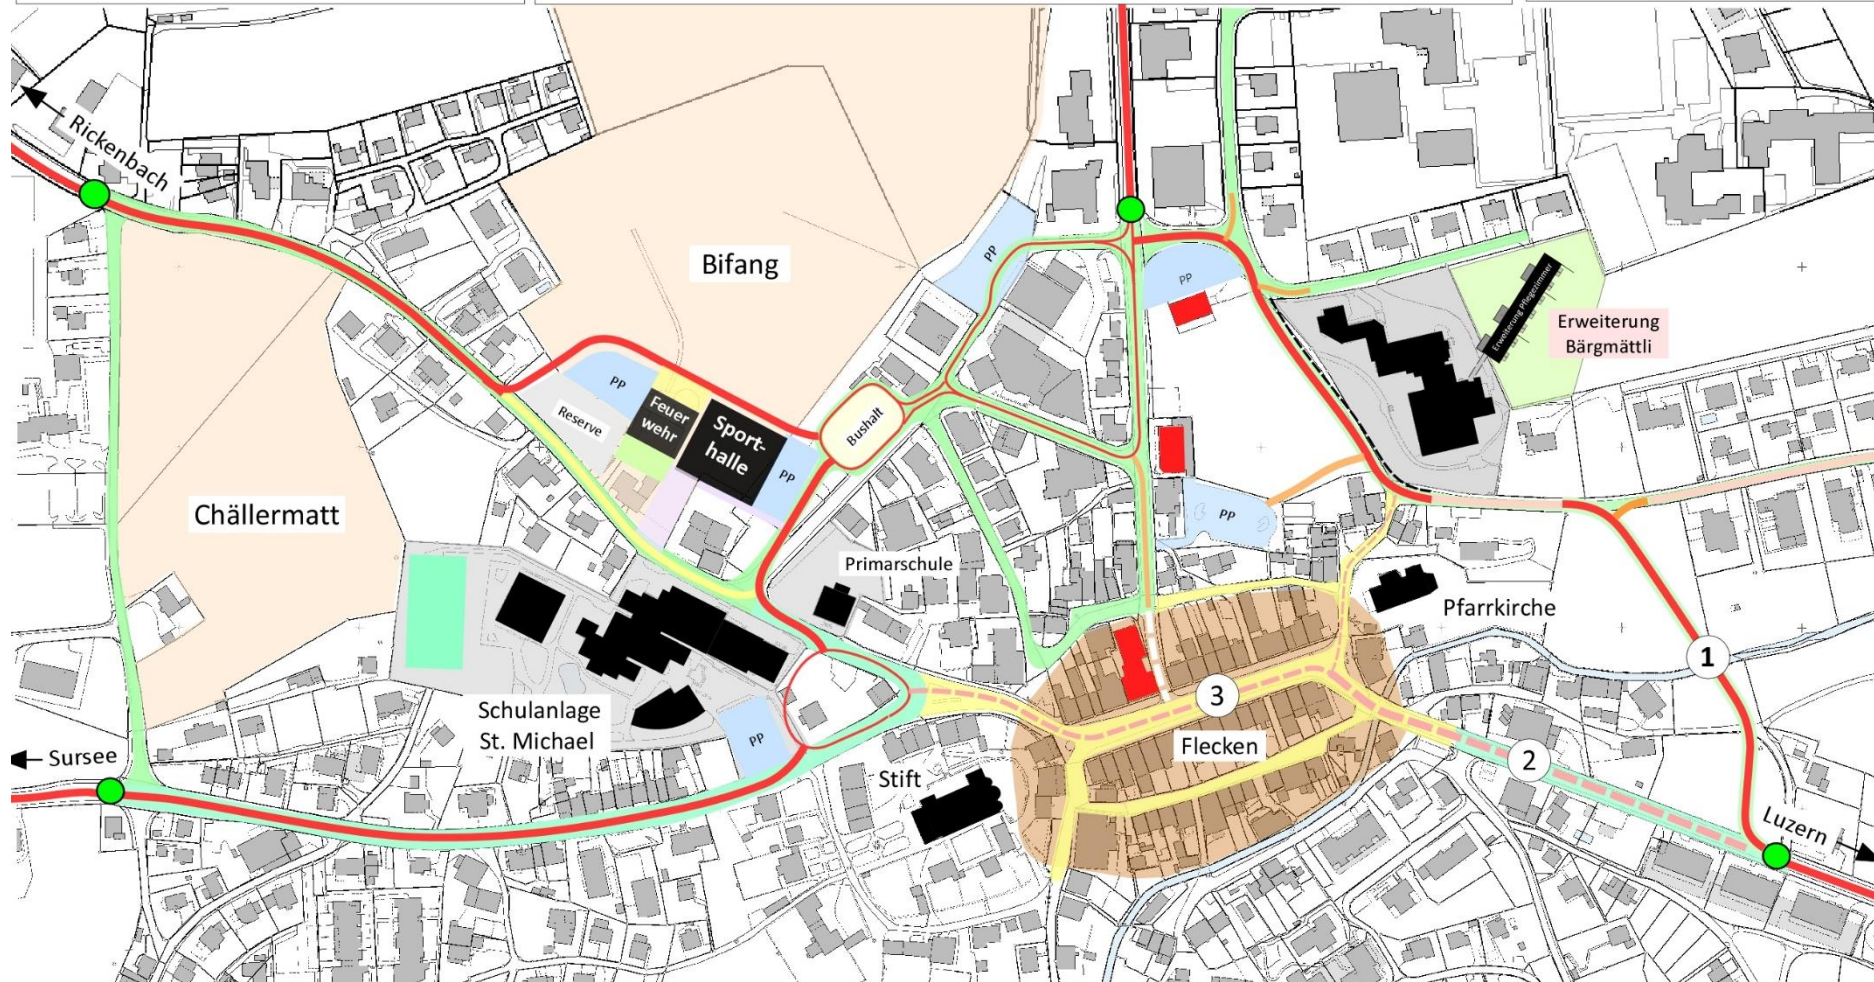 Rickenbach
Bifang
PP
PP
Erweiterung Pflegezimmer
Erweiterung
Bärgmättli
PP
Reserve
Feuer
wehr
Sport-
halle
PP
Bushalt
Chällermatt
PP
Primarschule
Pfarrkirche
1
Schulanlage
St. Michael
PP
3
Flecken
Sursee
Stift
2
Luzern